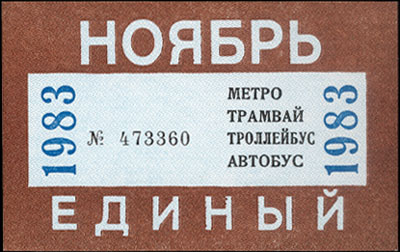 НОЯБРЬ
1983
МЕТРО
ТРАМВАЙ
№ 473360 ТРОЛЛЕЙБУС
АВТОБУС
1983
ЕДИНЫЙ